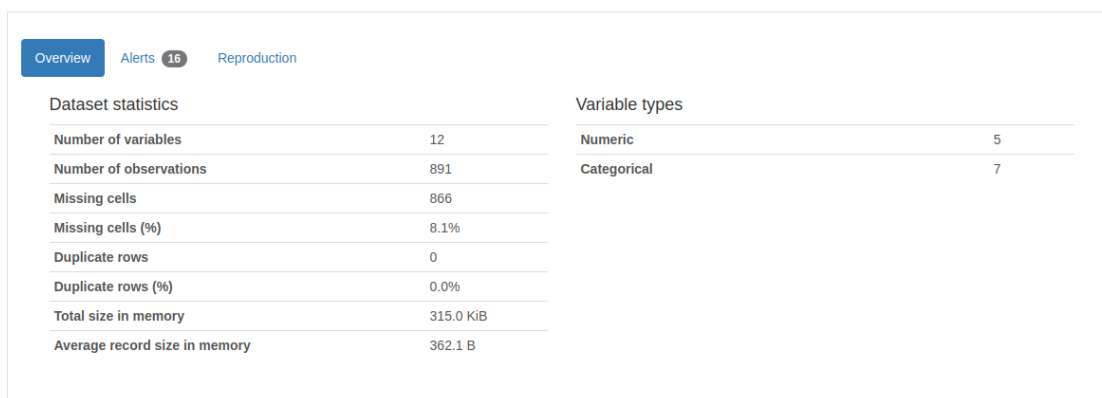 Overview Alerts 16 Reproduction
Dataset statistics
Number of variables 12
Number of observations 891
Missing cells 866
Missing cells (%) 8.1%
Duplicate rows 0
Duplicate rows (%) 0.0%
Total size in memory 315.0 KiB
Average record size in memory 362.1 B
Variable types
Numeric 5
Categorical 7